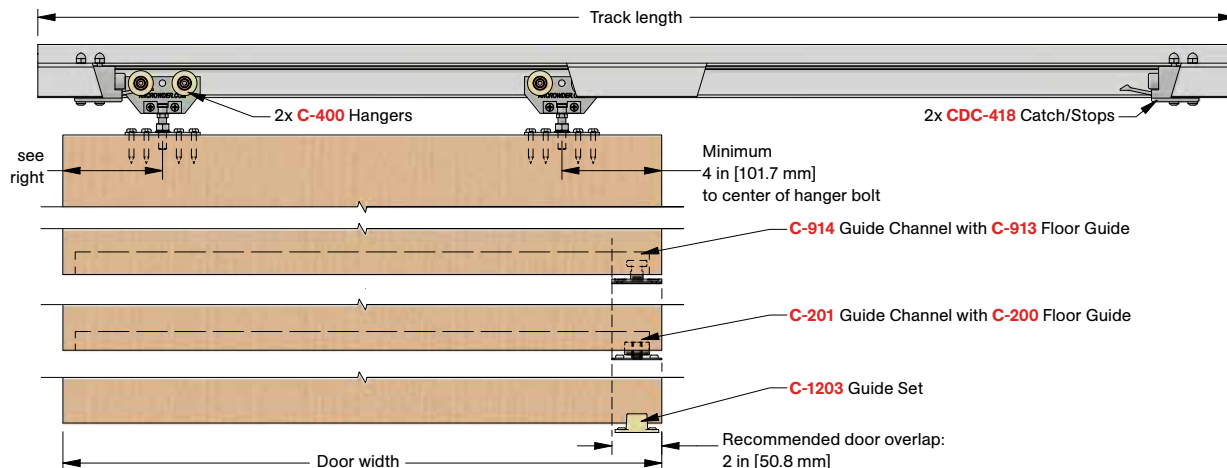 Track length
2x C-400 Hangers
2x CDC-418 Catch/Stops
see
right
Minimum
4 in [101.7 mm]
to center of hanger bolt
C-914 Guide Channel with C-913 Floor Guide
C-201 Guide Channel with C-200 Floor Guide
C-1203 Guide Set
Door width
Recommended door overlap:
2 in [50.8 mm]